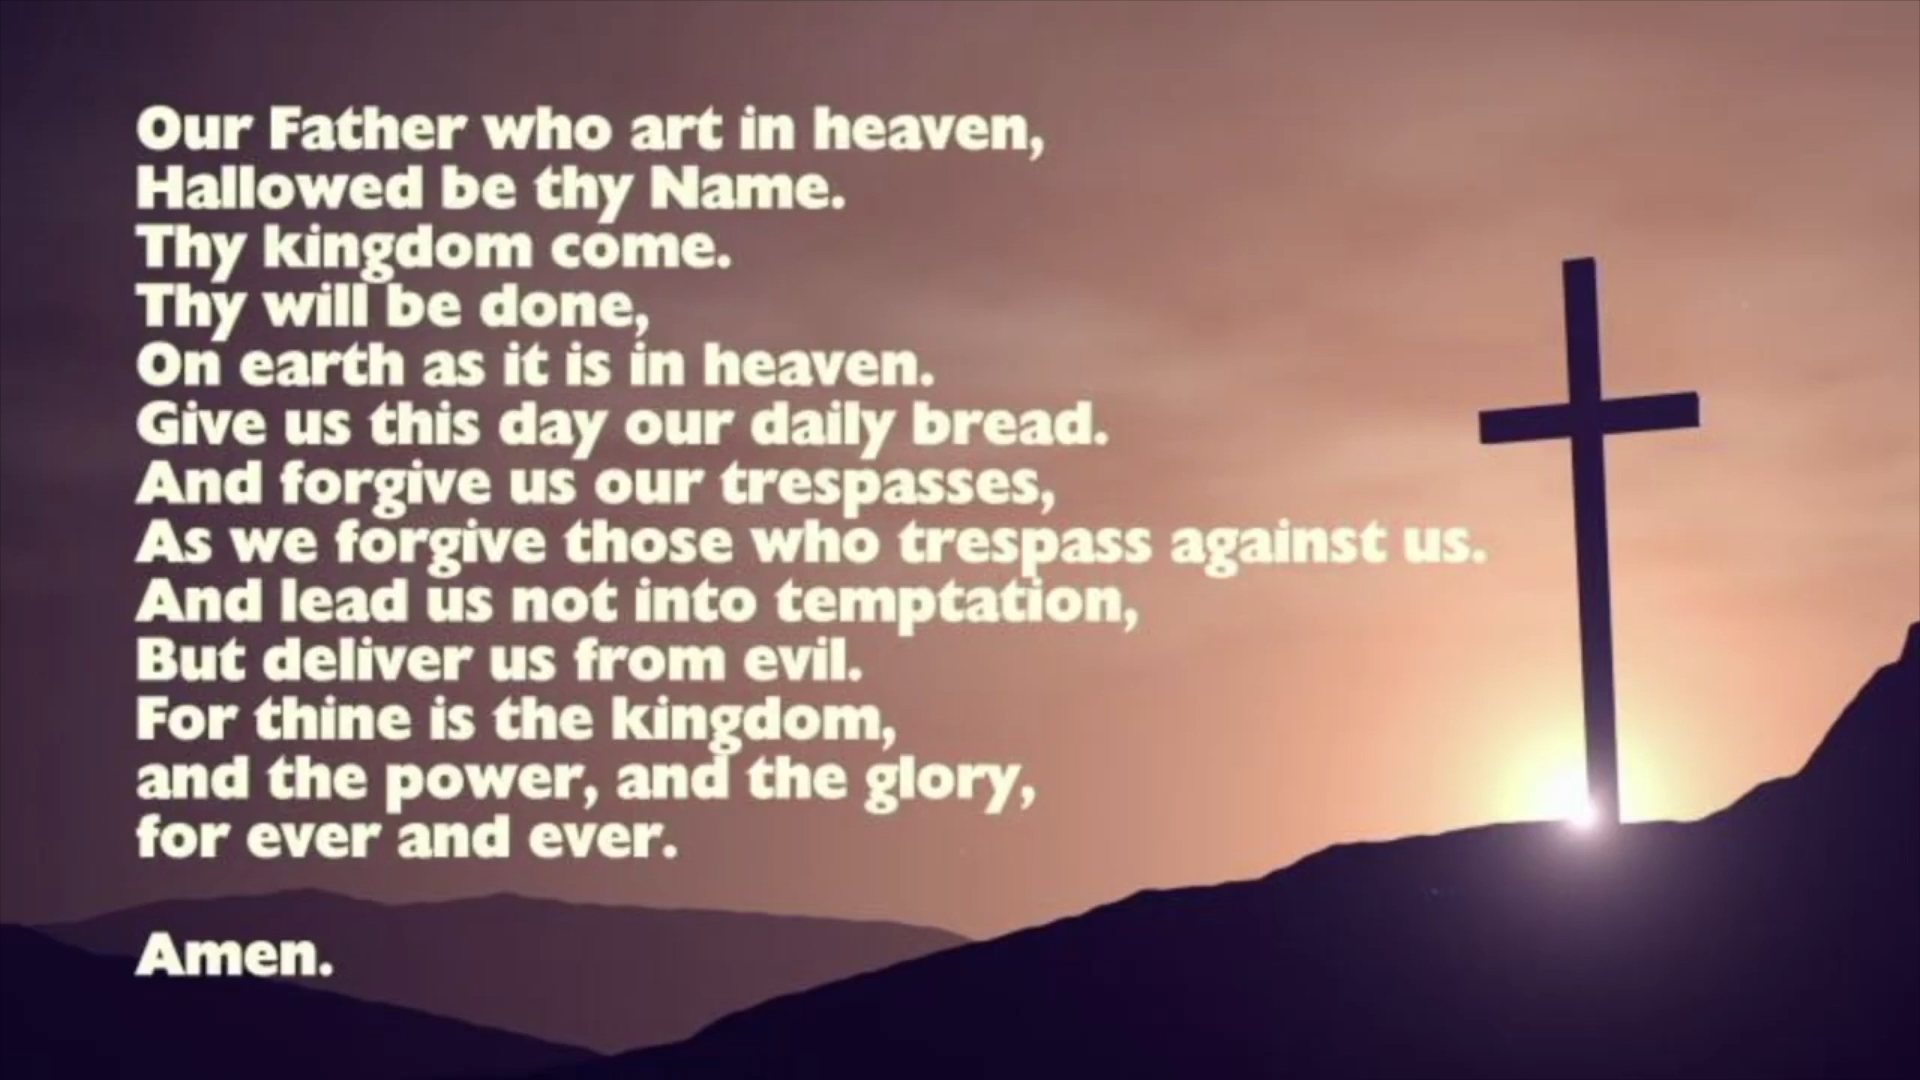 Our Father who art in heaven,
Hallowed be thy Name.
Thy kingdom come.
Thy will be done,
On earth as it is in heaven.
Give us this day our daily bread.
And forgive us our trespasses,
As we forgive those who trespass against us.
And lead us not into temptation,
But deliver us from evil.
For thine is the kingdom,
and the power, and the glory,
for ever and ever.
Amen.